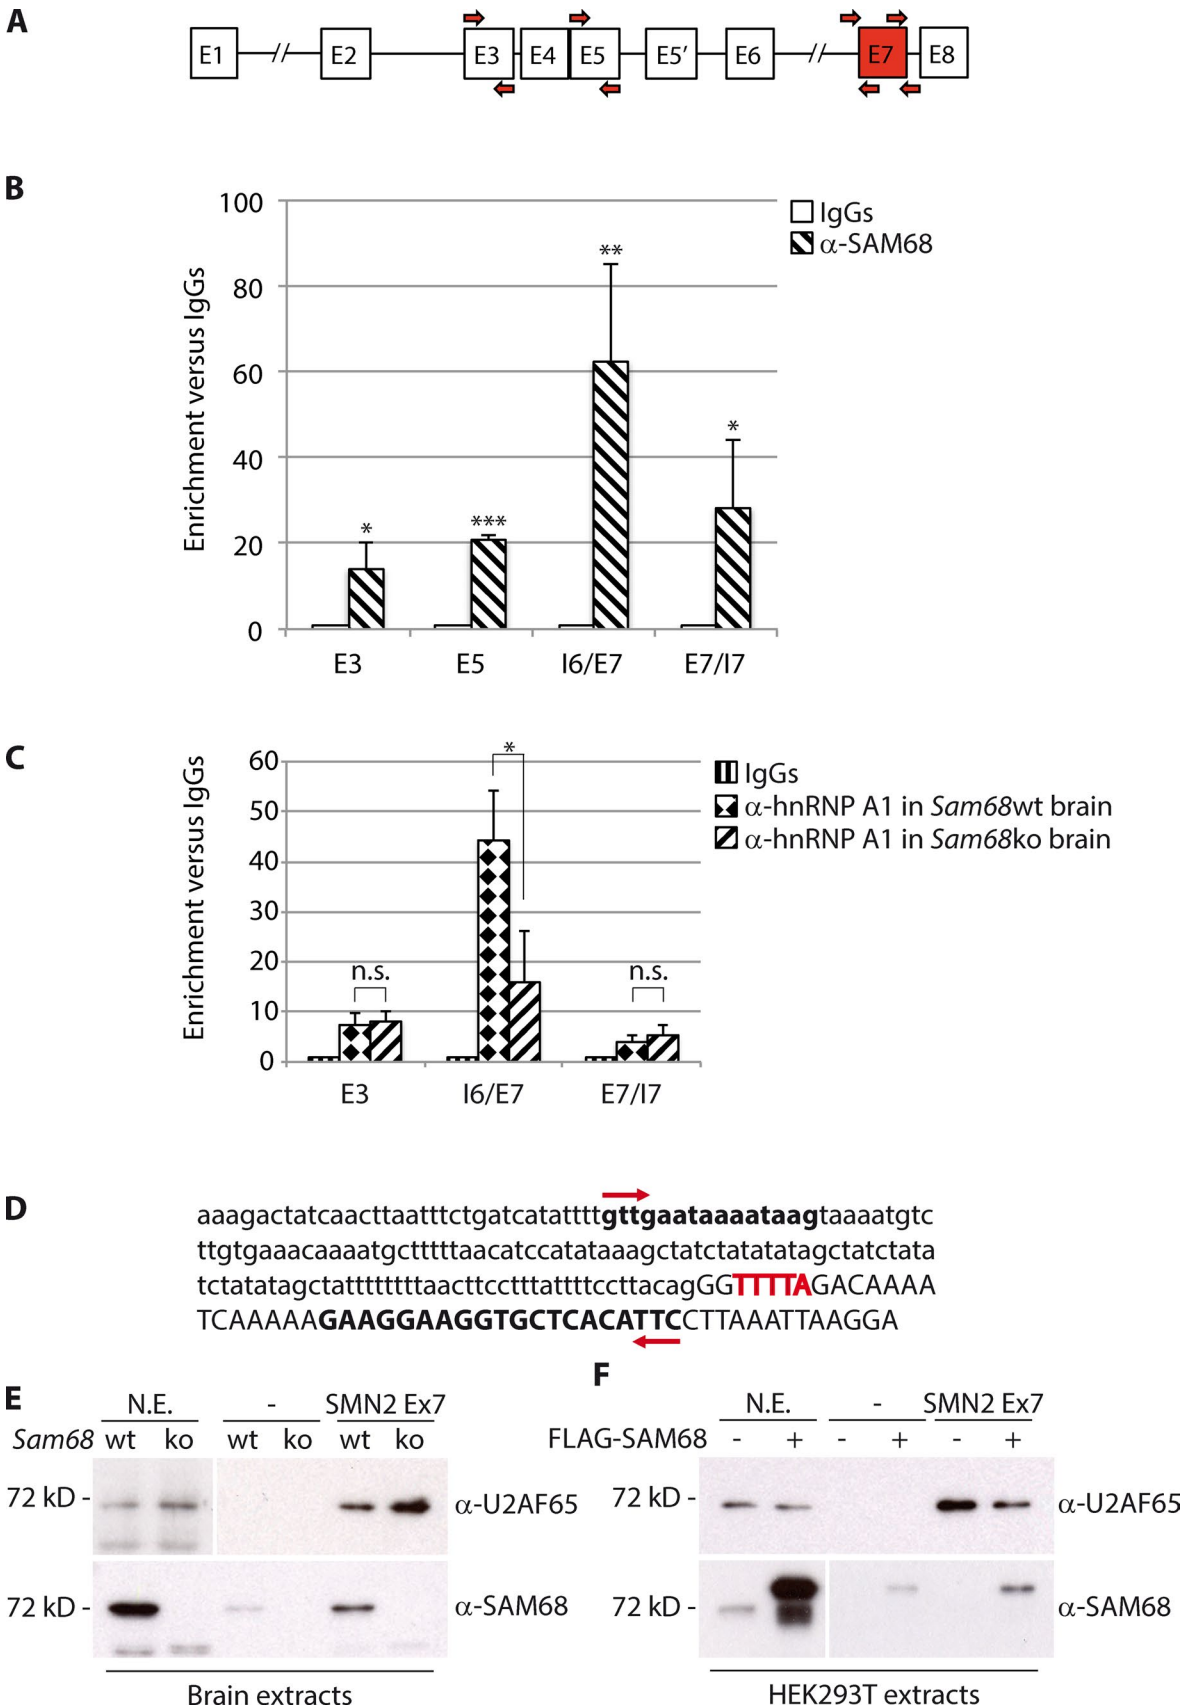 A
E1 E2 E3 E4 E5 E5′ E6 E7 E8
B
Enrichment versus IgGs
100
80
60
40
20
0
* *** ** *
E3 E5 I6/E7 E7/I7
IgGs
α-SAM68
C
Enrichment versus IgGs
60
50
40
30
20
10
0
n.s. * n.s.
E3 I6/E7 E7/I7
IgGs
α-hnRNP A1 in Sam68wt brain
α-hnRNP A1 in Sam68ko brain
D
aaagactatcaacttaatttctgatcatattttgttgaataaaataagtaaaatgtc
ttgtgaaacaaaatgctttttaacatccatataaagctatctatatatagctatctata
tctatatagctattttttttaacttcctttattttccttacagGGTTTTAGACAAAA
TCAAAAAGAAGGAAGGTGCTCACATTCCTTAAATTAAGGA
E
N.E. - SMN2 Ex7
Sam68 wt ko wt ko wt ko
72 kD - α-U2AF65
72 kD - α-SAM68
Brain extracts
F
N.E. - SMN2 Ex7
FLAG-SAM68 - + - + - +
72 kD - α-U2AF65
72 kD - α-SAM68
HEK293T extracts